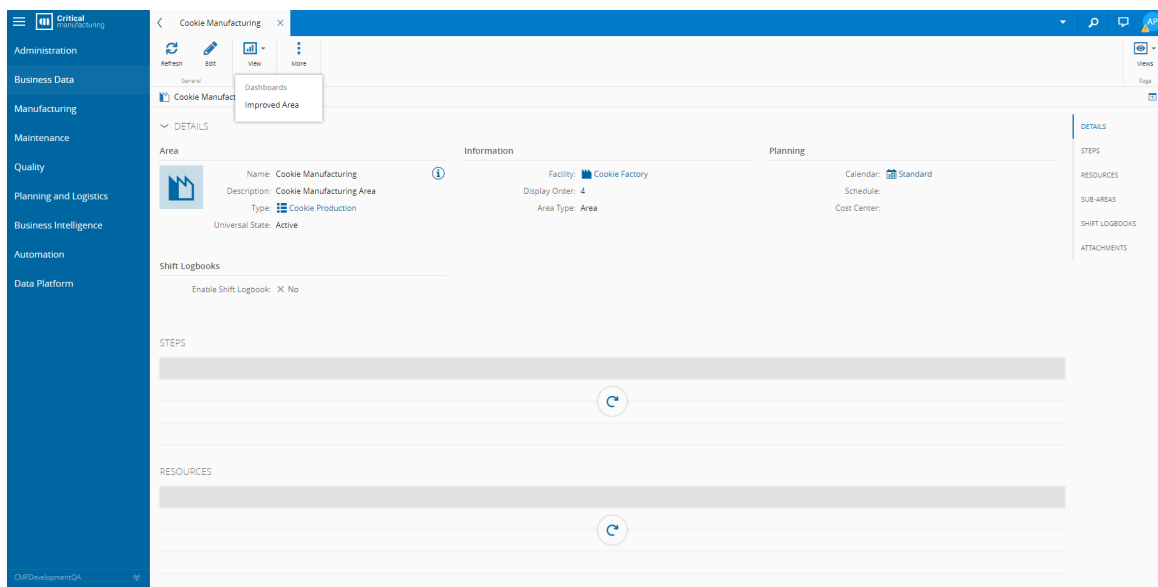 Critical
manufacturing
Cookie Manufacturing
AP
Administration
Business Data
Manufacturing
Maintenance
Quality
Planning and Logistics
Business Intelligence
Automation
Data Platform
CMFDevelopmentQA
Refresh Edit View More
Views
General
Page
Dashboards
Improved Area
Cookie Manufact
DETAILS
Area
Name: Cookie Manufacturing
Description: Cookie Manufacturing Area
Type: Cookie Production
Universal State: Active
Information
Facility: Cookie Factory
Display Order: 4
Area Type: Area
Planning
Calendar: Standard
Schedule:
Cost Center:
Shift Logbooks
Enable Shift Logbook: No
STEPS
RESOURCES
DETAILS
STEPS
RESOURCES
SUB-AREAS
SHIFT LOGBOOKS
ATTACHMENTS